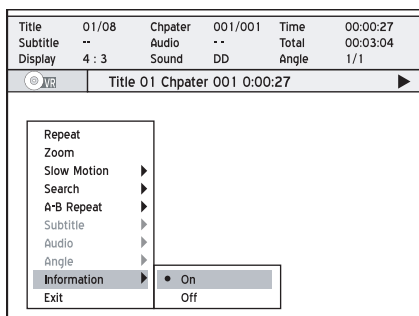 Title 01/08 Chpater 001/001 Time 00:00:27
Subtitle -- Audio - - Total 00:03:04
Display 4 : 3 Sound DD Angle 1/1
VR Title 01 Chpater 001 0:00:27
Repeat
Zoom
Slow Motion
Search
A-B Repeat
Subtitle
Audio
Angle
Information • On
Exit Off